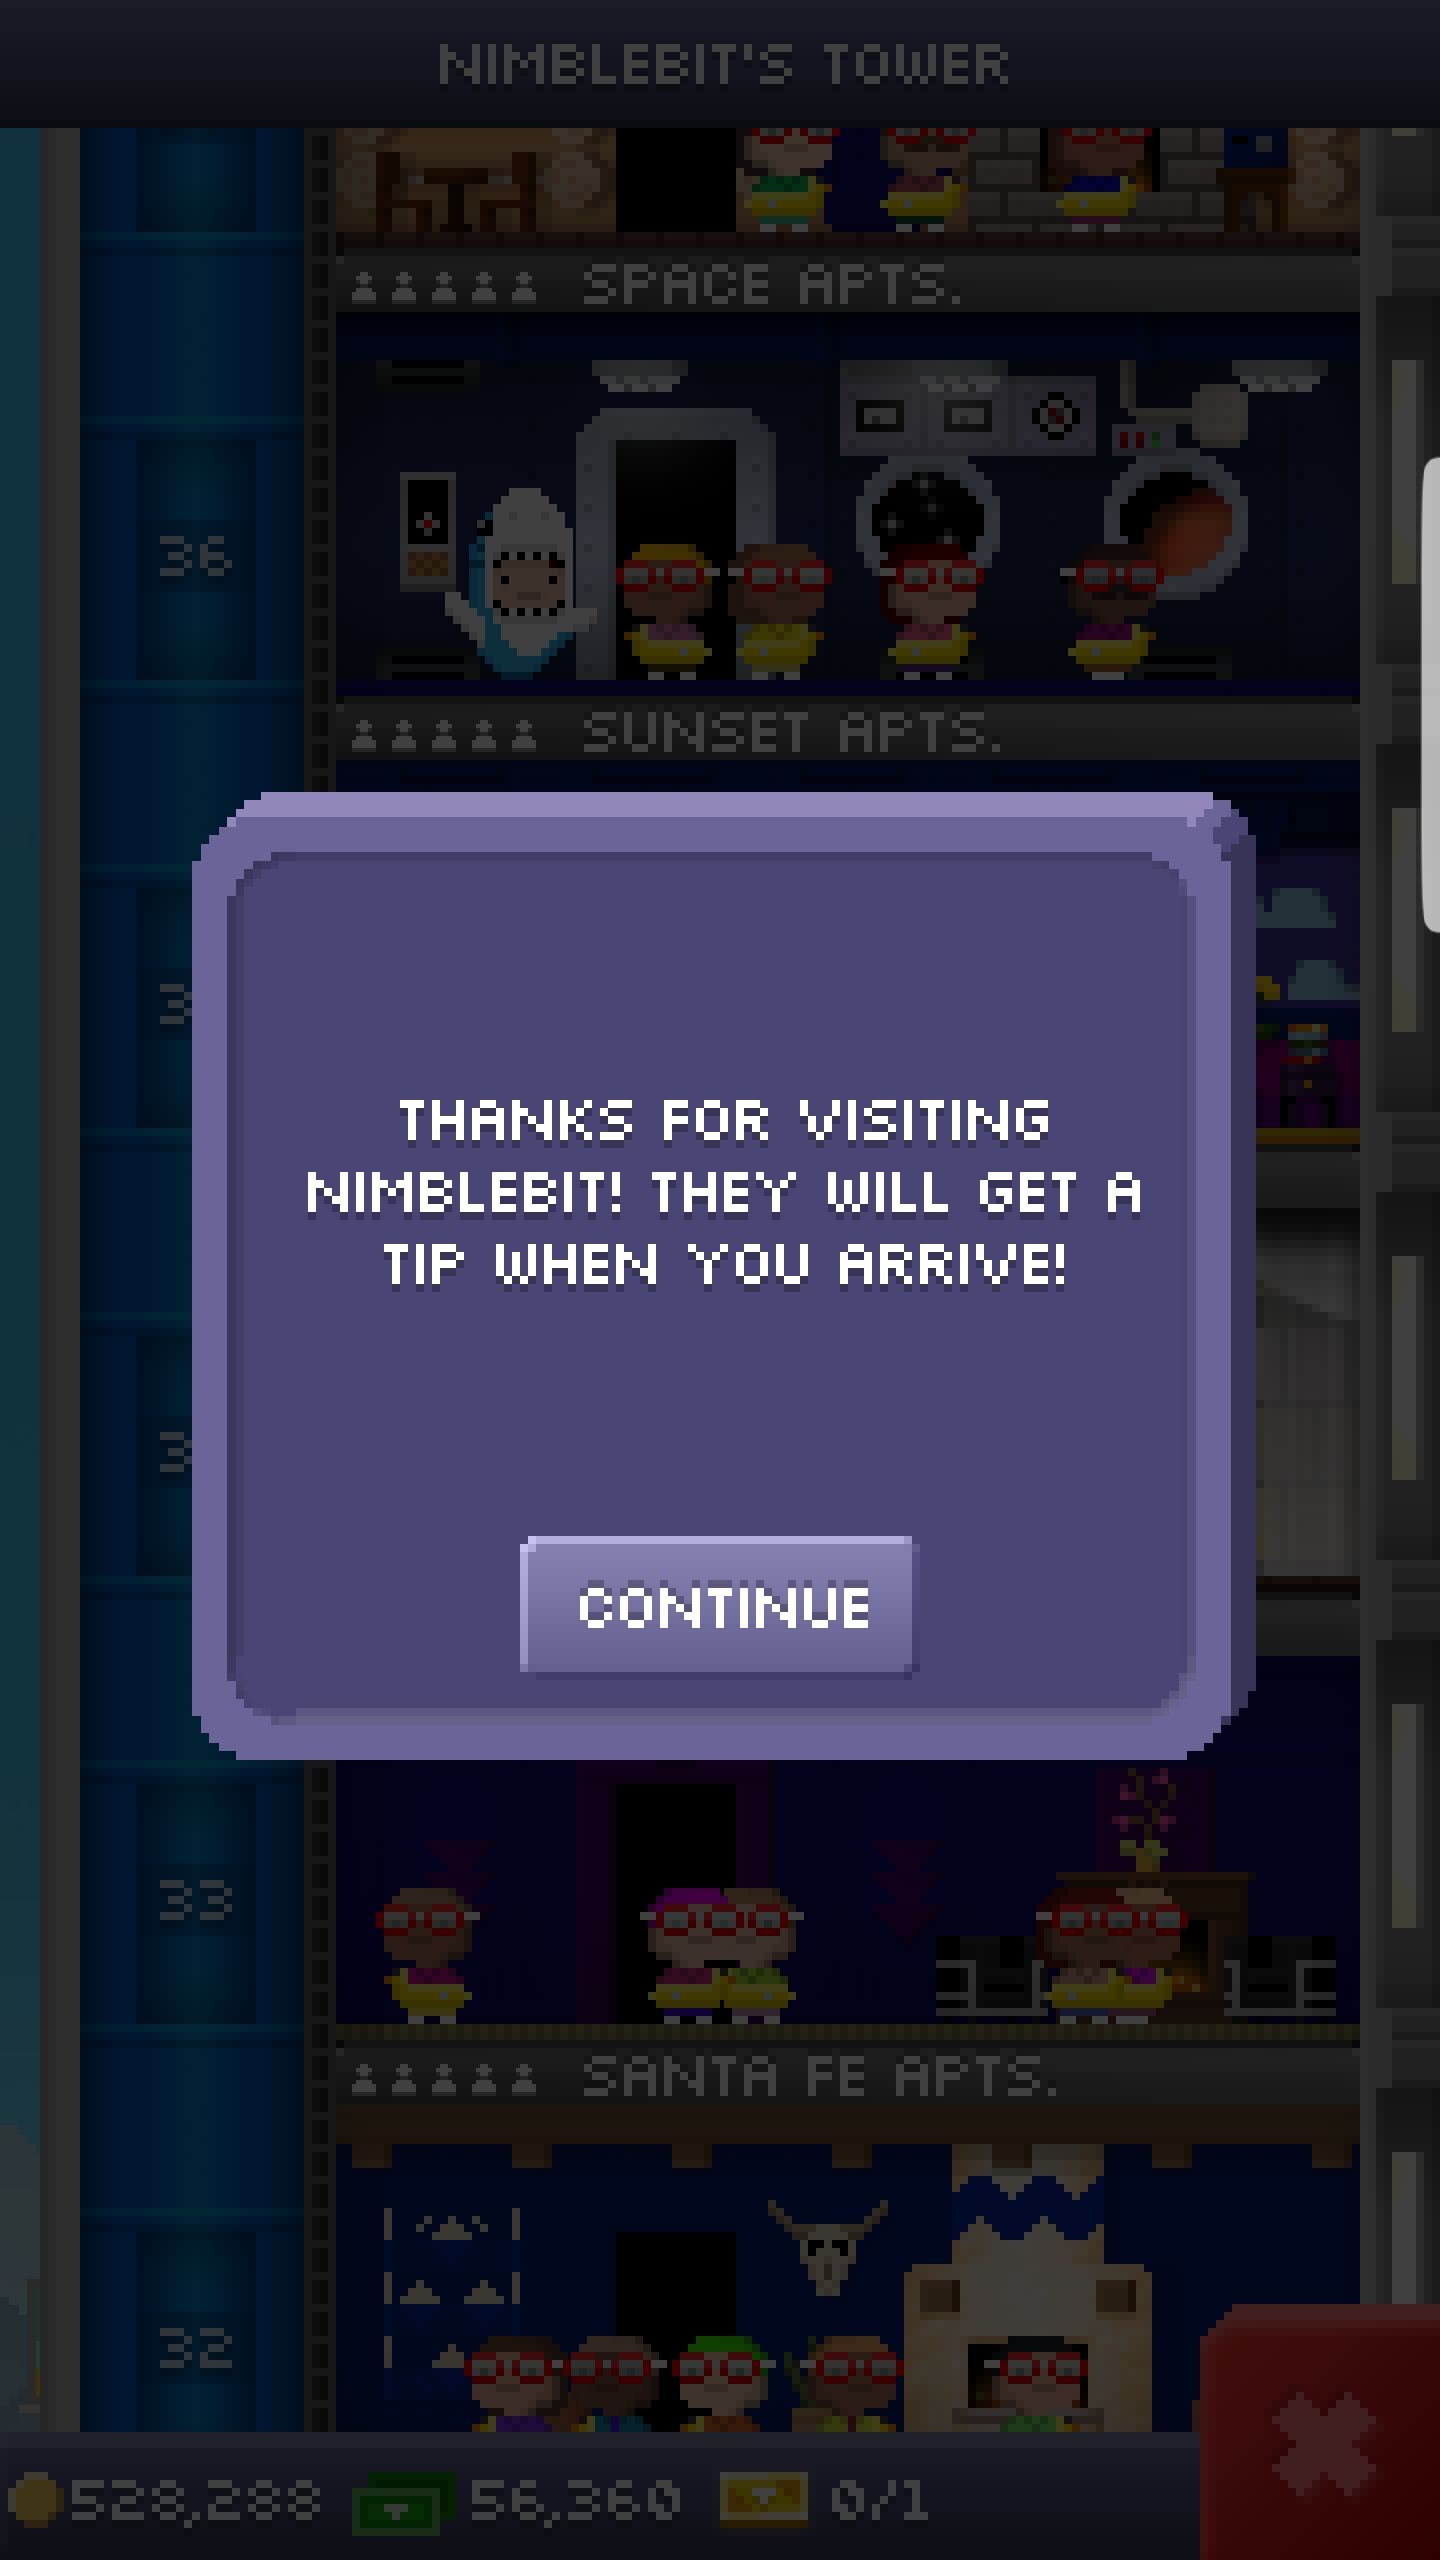 NIMBLEBIT'S TOWER
SPACE APTS.
36
SUNSET APTS.
THANKS FOR VISITING
NIMBLEBIT! THEY WILL GET A
TIP WHEN YOU ARRIVE!
CONTINUE
33
SANTA FE APTS.
32
528,288 56,360 0/1